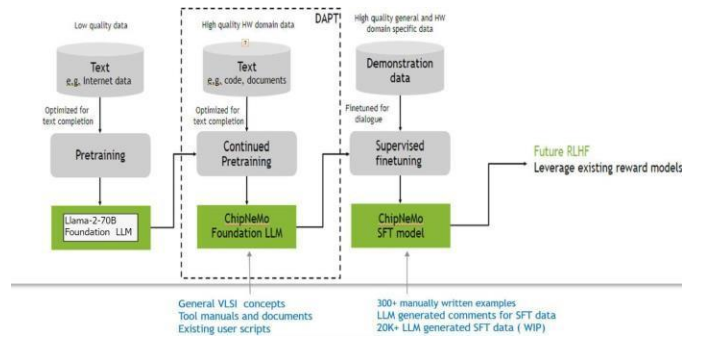 Low quality data
Text
e.g. Internet data
Optimized for
text completion
Pretraining
Llama-2-70B
Foundation LLM
DAPT
High quality HW domain data
Text
e.g. code, documents
Optimized for
text completion
Continued
Pretraining
ChipNeMo
Foundation LLM
General VLSI concepts
Tool manuals and documents
Existing user scripts
High quality general and HW
domain specific data
Demonstration
data
Finetuned for
dialogue
Supervised
finetuning
ChipNeMo
SFT model
300+ manually written examples
LLM generated comments for SFT data
20K+ LLM generated SFT data ( WIP)
Future RLHF
Leverage existing reward models